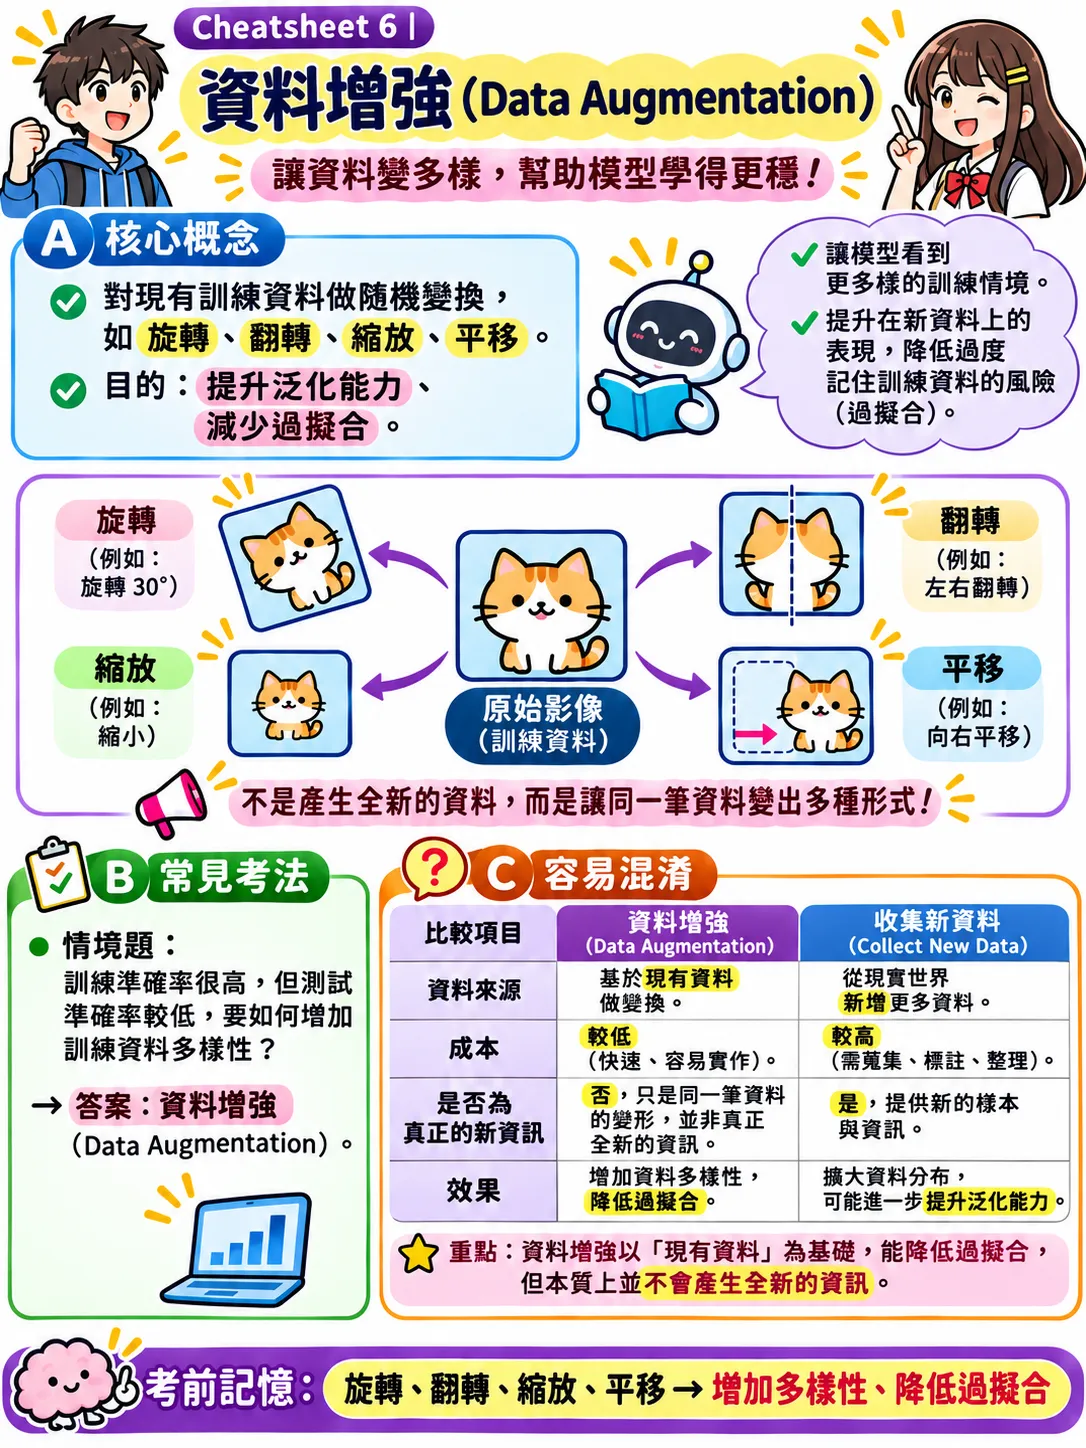 Cheatsheet 6 |
資料增強 (Data Augmentation)
讓資料變多樣，幫助模型學得更穩！
A 核心概念
對現有訓練資料做隨機變換，
如 旋轉、翻轉、縮放、平移。
目的：提升泛化能力、
減少過擬合。
讓模型看到
更多樣的訓練情境。
提升在新資料上的
表現，降低過度
記住訓練資料的風險
（過擬合）。
旋轉
（例如：
旋轉 30°）
翻轉
（例如：
左右翻轉）
縮放
（例如：
縮小）
原始影像
（訓練資料）
平移
（例如：
向右平移）
不是產生全新的資料，而是讓同一筆資料變出多種形式！
B 常見考法
情境題：
訓練準確率很高，但測試
準確率較低，要如何增加
訓練資料多樣性？
→ 答案：資料增強
（Data Augmentation）。
? C 容易混淆
比較項目
資料增強
（Data Augmentation）
收集新資料
（Collect New Data）
資料來源
基於現有資料
做變換。
從現實世界
新增更多資料。
成本
較低
（快速、容易實作）。
較高
（需蒐集、標註、整理）。
是否為
真正的新資訊
否，只是同一筆資料
的變形，並非真正
全新的資訊。
是，提供新的樣本
與資訊。
效果
增加資料多樣性，
降低過擬合。
擴大資料分布，
可能進一步提升泛化能力。
重點：資料增強以「現有資料」為基礎，能降低過擬合，
但本質上並不會產生全新的資訊。
考前記憶：旋轉、翻轉、縮放、平移 → 增加多樣性、降低過擬合